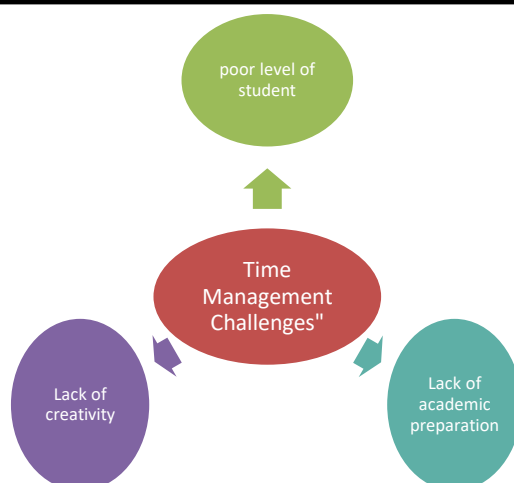 poor level of
student
Time
Management
Challenges"
Lack of
creativity
Lack of
academic
preparation